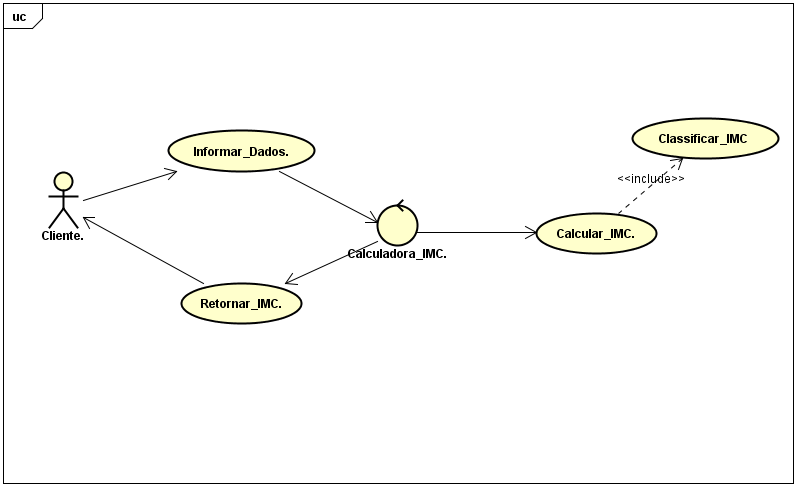 uc
Classificar_IMC
Informar_Dados.
<<include>>
Cliente.
Calcular_IMC.
Calculadora_IMC.
Retornar_IMC.